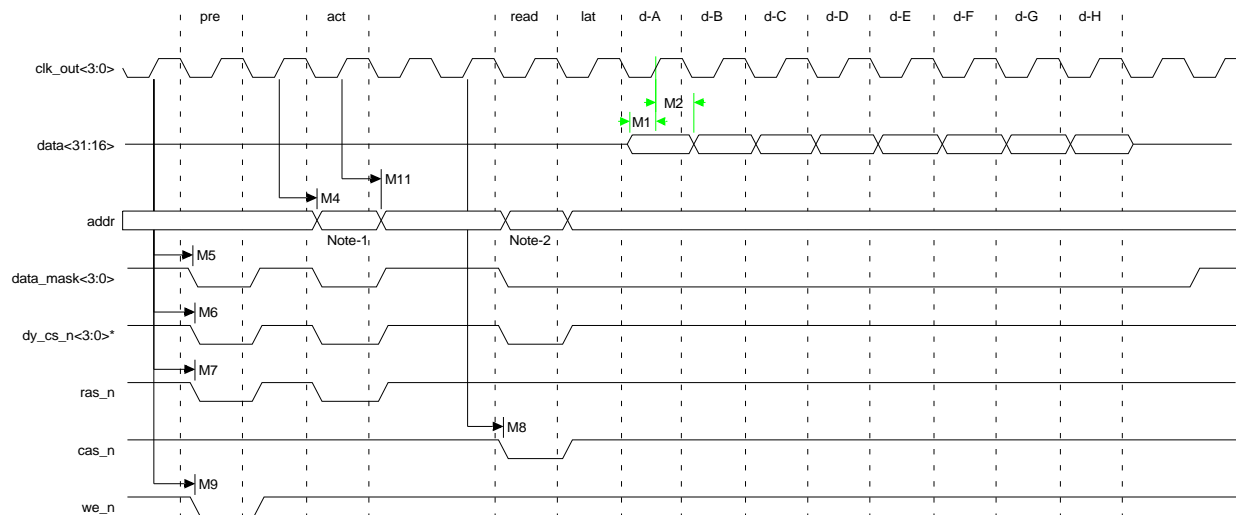 pre act read lat d-A d-B d-C d-D d-E d-F d-G d-H
clk_out<3:0>
M2
M1
data<31:16>
M11
M4
addr
Note-1 Note-2
M5
data_mask<3:0>
M6
dy_cs_n<3:0>*
M7
ras_n
M8
cas_n
M9
we_n